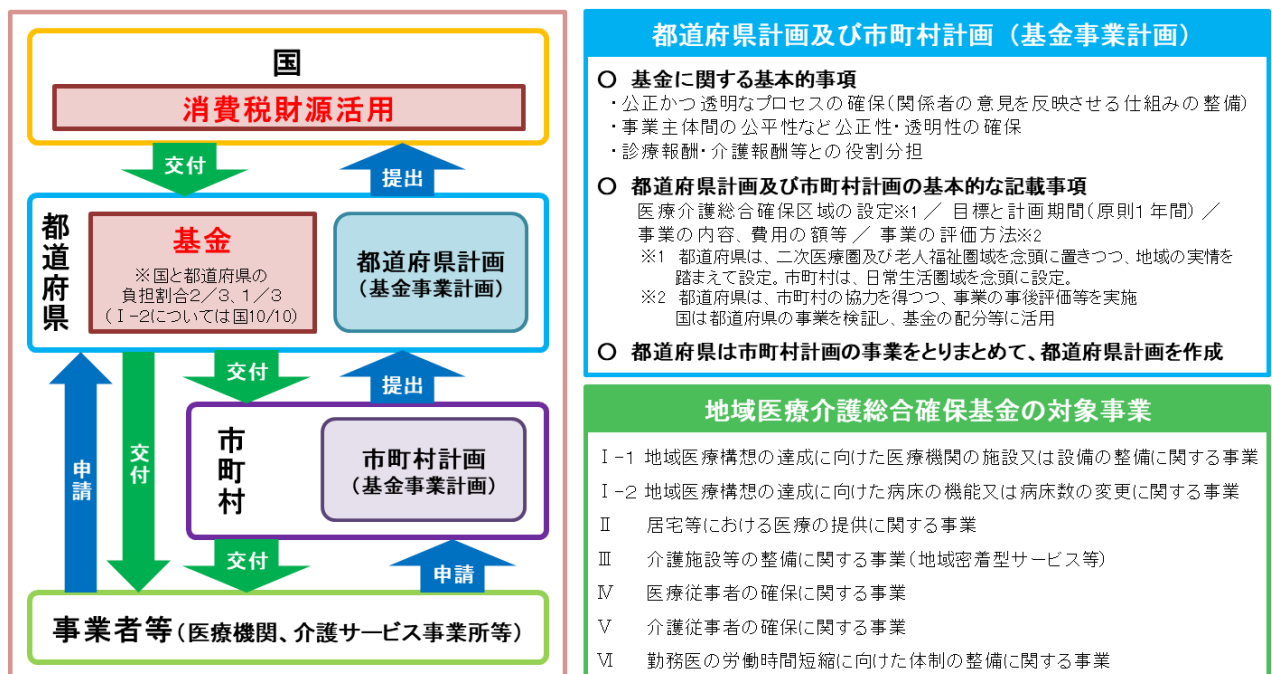 国
消費税財源活用
交付
提出
都道府県
基金
※国と都道府県の
負担割合2/3、1/3
(Ⅰ-2については国10/10)
都道府県計画
(基金事業計画)
交付
提出
申請
交付
市町村
市町村計画
(基金事業計画)
交付
申請
事業者等(医療機関、介護サービス事業所等)
都道府県計画及び市町村計画(基金事業計画)
○ 基金に関する基本的事項
・公正かつ透明なプロセスの確保(関係者の意見を反映させる仕組みの整備)
・事業主体間の公平性など公正性・透明性の確保
・診療報酬・介護報酬等との役割分担
○ 都道府県計画及び市町村計画の基本的な記載事項
医療介護総合確保区域の設定※1 / 目標と計画期間(原則1年間) /
事業の内容、費用の額等 / 事業の評価方法※2
※1 都道府県は、二次医療圏及び老人福祉圏域を念頭に置きつつ、地域の実情を
踏まえて設定。市町村は、日常生活圏域を念頭に設定。
※2 都道府県は、市町村の協力を得つつ、事業の事後評価等を実施
国は都道府県の事業を検証し、基金の配分等に活用
○ 都道府県は市町村計画の事業をとりまとめて、都道府県計画を作成
地域医療介護総合確保基金の対象事業
Ⅰ-1 地域医療構想の達成に向けた医療機関の施設又は設備の整備に関する事業
Ⅰ-2 地域医療構想の達成に向けた病床の機能又は病床数の変更に関する事業
Ⅱ 居宅等における医療の提供に関する事業
Ⅲ 介護施設等の整備に関する事業(地域密着型サービス等)
Ⅳ 医療従事者の確保に関する事業
Ⅴ 介護従事者の確保に関する事業
Ⅵ 勤務医の労働時間短縮に向けた体制の整備に関する事業